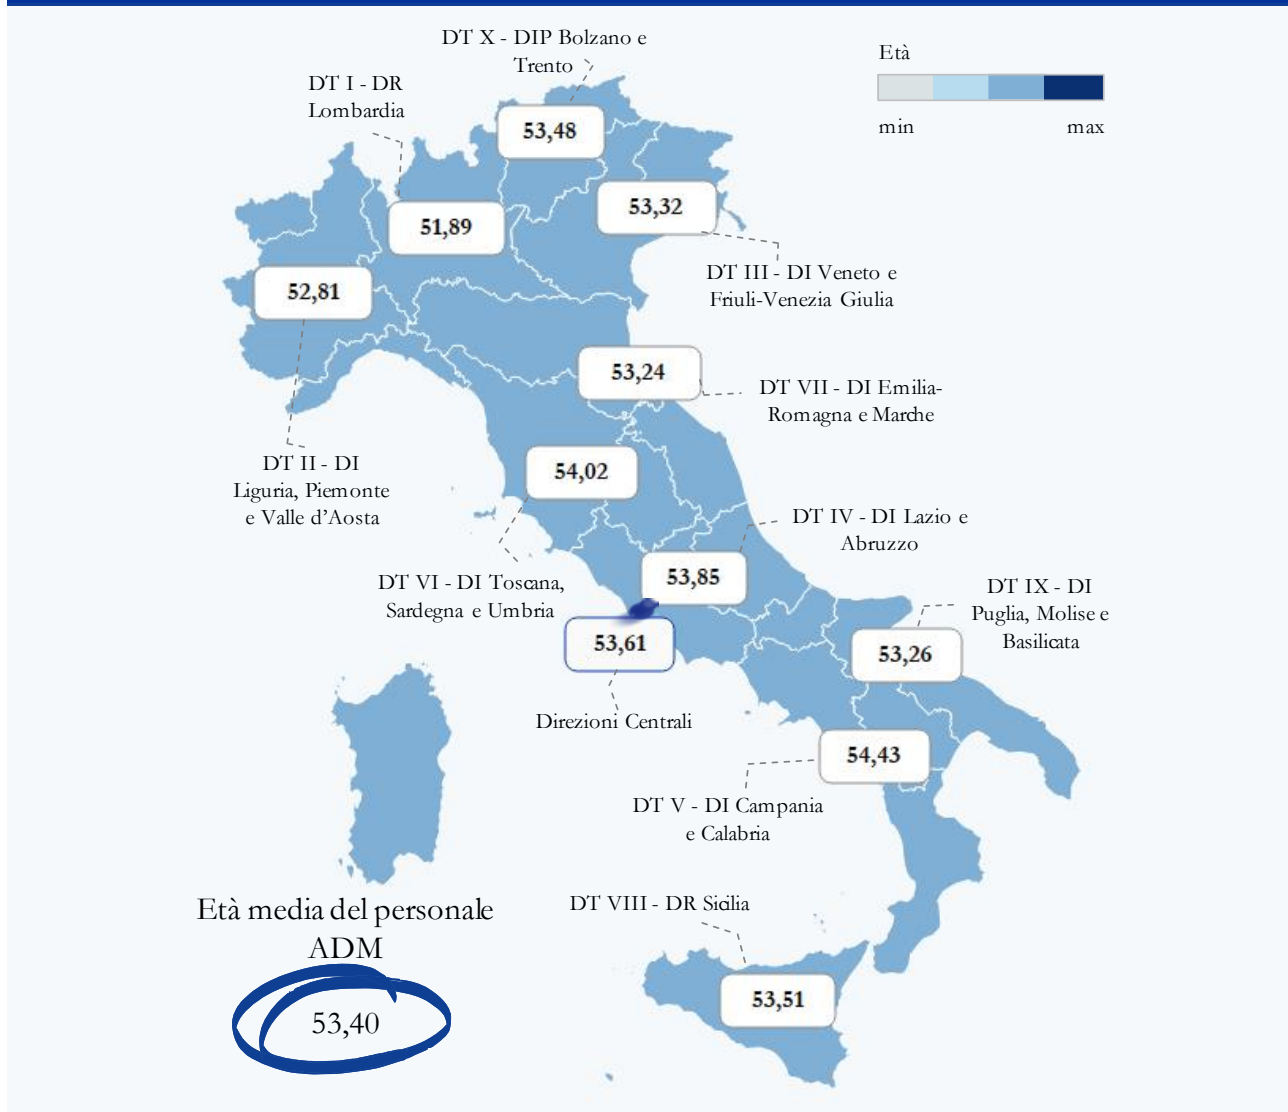 DT X - DIP Bolzano e
Trento
Età
min
max
DT I - DR
Lombardia
53,48
53,32
51,89
DT III - DI Veneto e
Friuli-Venezia Giulia
52,81
53,24
DT VII - DI Emilia-
Romagna e Marche
DT II - DI
Liguria, Piemonte
e Valle d’Aosta
54,02
DT IV - DI Lazio e
Abruzzo
53,85
DT VI - DI Toscana,
Sardegna e Umbria
DT IX - DI
Puglia, Molise e
Basilicata
53,61
53,26
Direzioni Centrali
54,43
DT V - DI Campania
e Calabria
Età media del personale
ADM
53,40
DT VIII - DR Sicilia
53,51